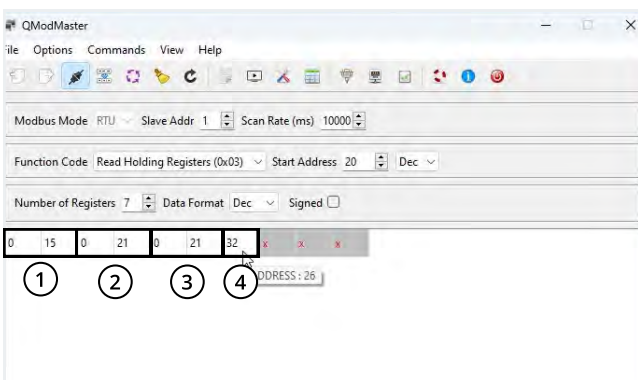 QModMaster
ile Options Commands View Help
Modbus Mode RTU Slave Addr 1 Scan Rate (ms) 10000
Function Code Read Holding Registers (0x03) Start Address 20 Dec
Number of Registers 7 Data Format Dec Signed
0 15 0 21 0 21 32 x x x
DDRESS : 26
1 2 3 4